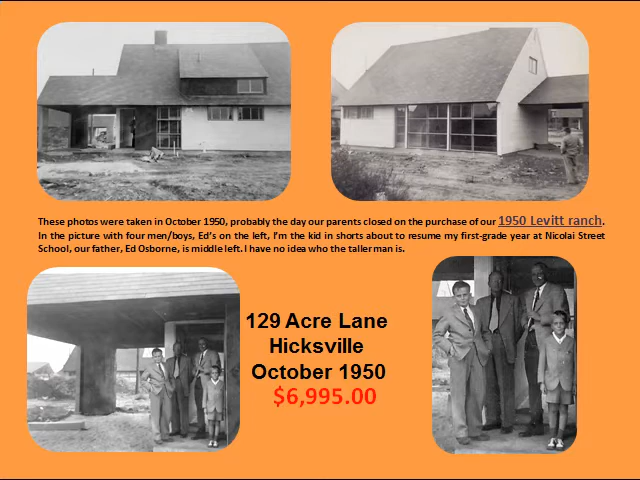 These photos were taken in October 1950, probably the day our parents closed on the purchase of our 1950 Levitt ranch.
In the picture with four men/boys, Ed's on the left, I'm the kid in shorts about to resume my first-grade year at Nicolai Street
School, our father, Ed Osborne, is middle left. I have no idea who the taller man is.
129 Acre Lane
Hicksville
October 1950
$6,995.00